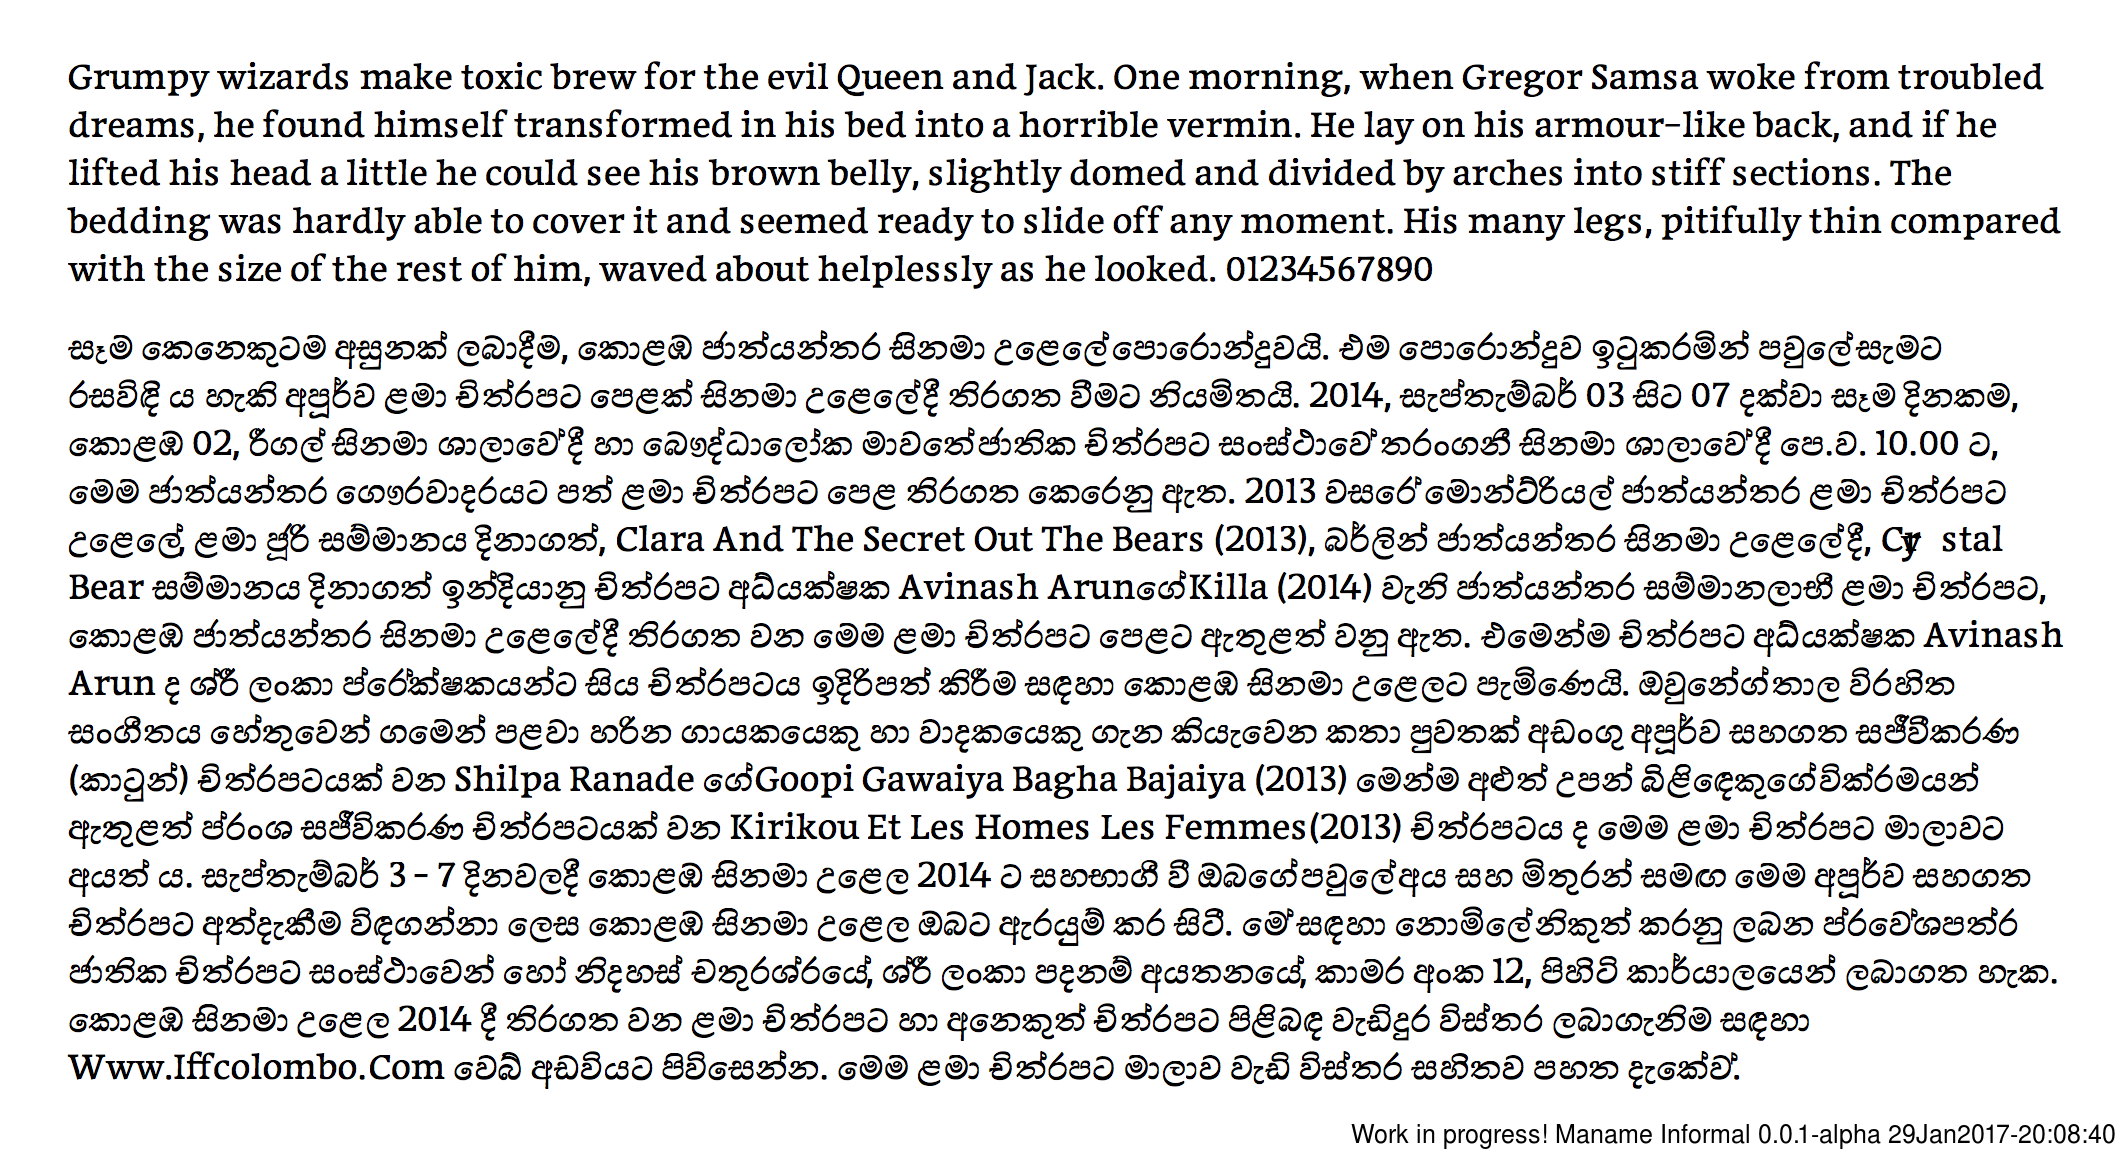 Grumpy wizards make toxic brew for the evil Queen and Jack. One morning, when Gregor Samsa woke from troubled
dreams, he found himself transformed in his bed into a horrible vermin. He lay on his armour-like back, and if he
lifted his head a little he could see his brown belly, slightly domed and divided by arches into stiff sections. The
bedding was hardly able to cover it and seemed ready to slide off any moment. His many legs, pitifully thin compared
with the size of the rest of him, waved about helplessly as he looked. 01234567890
සෑම කෙනෙකුටම අසුනක් ලබාදීම, කොළඹ ජාත්යන්තර සිනමා උළෙලේ පොරොන්දුවයි. එම පොරොන්දුව ඉටුකරමින් පවුලේ සැමට
රසවිඳි ය හැකි අපූර්ව ළමා චිත්රපට පෙළක් සිනමා උළෙලේ දී තිරගත වීමට නියමිතයි. 2014, සැප්තැම්බර් 03 සිට 07 දක්වා සෑම දිනකම,
කොළඹ 02, රීගල් සිනමා ශාලාවේ දී හා බෞද්ධාලෝක මාවතේ ජාතික චිත්රපට සංස්ථාවේ තරංගනී සිනමා ශාලාවේ දී පෙ.ව. 10.00 ට,
මෙම ජාත්යන්තර ගෞරවාදරයට පත් ළමා චිත්රපට පෙළ තිරගත කෙරෙනු ඇත. 2013 වසරේ මොන්ට්රියල් ජාත්යන්තර ළමා චිත්රපට
උළෙලේ, ළමා ජූරි සම්මානය දිනාගත්, Clara And The Secret Out The Bears (2013), බර්ලින් ජාත්යන්තර සිනමා උළෙලේ දී, Crystal
Bear සම්මානය දිනාගත් ඉන්දියානු චිත්රපට අධ්යක්ෂක Avinash Arunගේ Killa (2014) වැනි ජාත්යන්තර සම්මානලාභී ළමා චිත්රපට,
කොළඹ ජාත්යන්තර සිනමා උළෙලේ දී තිරගත වන මෙම ළමා චිත්රපට පෙළට ඇතුළත් වනු ඇත. එමෙන්ම චිත්රපට අධ්යක්ෂක Avinash
Arun ද ශ්රී ලංකා ප්රේක්ෂකයන්ට සිය චිත්රපටය ඉදිරිපත් කිරීම සඳහා කොළඹ සිනමා උළෙලට පැමිණෙයි. ඔවුනේග්තාල විරහිත
සංගීතය හේතුවෙන් ගමෙන් පළවා හරින ගායකයෙකු හා වාදකයෙකු ගැන කියැවෙන කතා පුවතක් අඩංගු අපූර්ව සහගත සජීවීකරණ
(කාටුන්) චිත්රපටයක් වන Shilpa Ranade ගේ Goopi Gawaiya Bagha Bajaiya (2013) මෙන්ම අළුත් උපන් බිළිඳෙකුගේ වික්රමයන්
ඇතුළත් ප්රංශ සජීවිකරණ චිත්රපටයක් වන Kirikou Et Les Homes Les Femmes(2013) චිත්රපටය ද මෙම ළමා චිත්රපට මාලාවට
අයත් ය. සැප්තැම්බර් 3 - 7 දිනවලදී කොළඹ සිනමා උළෙල 2014 ට සහභාගී වී ඔබගේ පවුලේ අය සහ මිතුරන් සමඟ මෙම අපූර්ව සහගත
චිත්රපට අත්දැකීම විඳගන්නා ලෙස කොළඹ සිනමා උළෙල ඔබට ඇරයුම් කර සිටී. මේ සඳහා නොමිලේ නිකුත් කරනු ලබන ප්රවේශපත්ර
ජාතික චිත්රපට සංස්ථාවෙන් හෝ නිදහස් චතුරශ්රයේ, ශ්රී ලංකා පදනම් අයතනයේ, කාමර අංක 12, පිහිටි කාර්යාලයෙන් ලබාගත හැක.
කොළඹ සිනමා උළෙල 2014 දී තිරගත වන ළමා චිත්රපට හා අනෙකුත් චිත්රපට පිළිබඳ වැඩිදුර විස්තර ලබාගැනිම සඳහා
Www.Iffcolombo.Com වෙබ් අඩවියට පිවිසෙන්න. මෙම ළමා චිත්රපට මාලාව වැඩි විස්තර සහිතව පහත දැක්වේ.
Work in progress! Maname Informal 0.0.1-alpha 29Jan2017-20:08:40